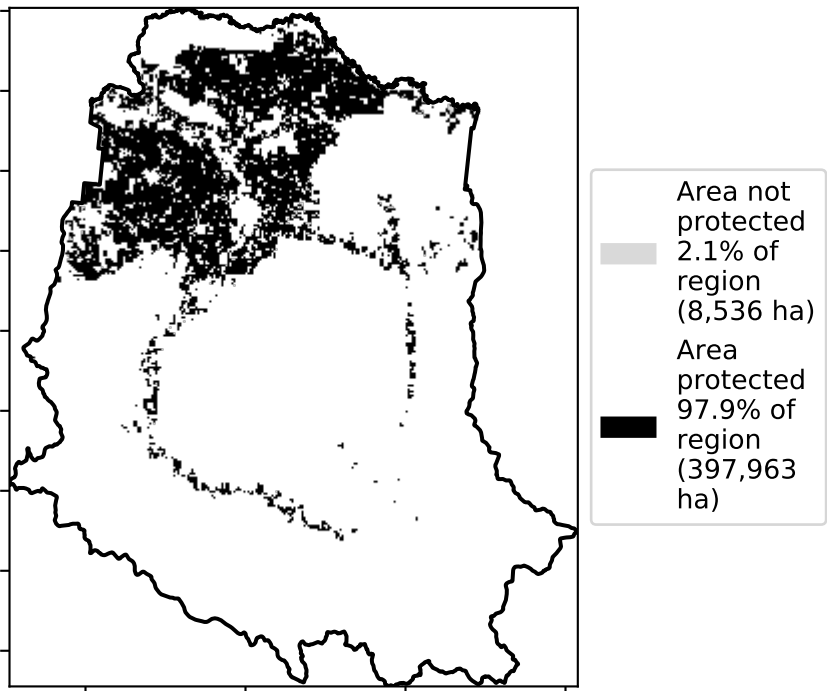 Area not
protected
2.1% of
region
(8,536 ha)
Area
protected
97.9% of
region
(397,963
ha)